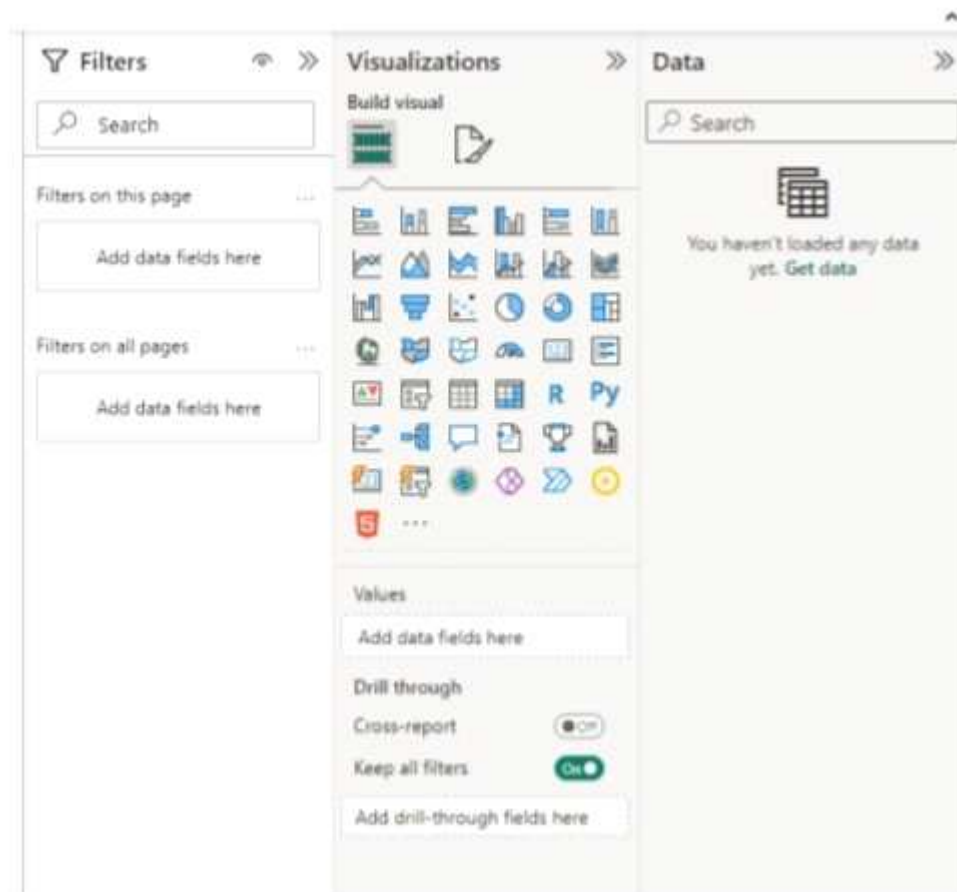 Filters
Search
Filters on this page
...
Add data fields here
Filters on all pages
...
Add data fields here
Visualizations
Build visual
R
Py
...
Values
Add data fields here
Drill through
Cross-report
Off
Keep all filters
On
Add drill-through fields here
Data
Search
You haven't loaded any data
yet. Get data